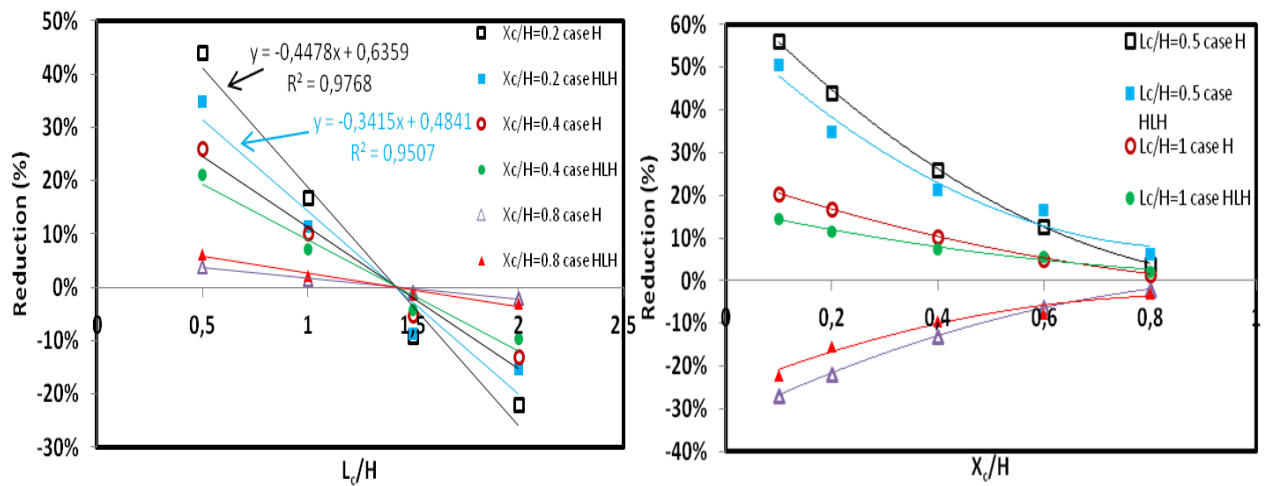 50%
40%
30%
20%
10%
0%
-10%
-20%
-30%
0
0,5
1
1,5
2
2,5
Reduction (%)
L꜀/H
y = -0,4478x + 0,6359
R² = 0,9768
y = -0,3415x + 0,4841
R² = 0,9507
Xc/H=0.2 case H
Xc/H=0.2 case HLH
Xc/H=0.4 case H
Xc/H=0.4 case HLH
Xc/H=0.8 case H
Xc/H=0.8 case HLH
60%
50%
40%
30%
20%
10%
0%
-10%
-20%
-30%
-40%
0
0,2
0,4
0,6
0,8
1
Reduction (%)
X꜀/H
Lc/H=0.5 case H
Lc/H=0.5 case
HLH
Lc/H=1 case H
Lc/H=1 case HLH